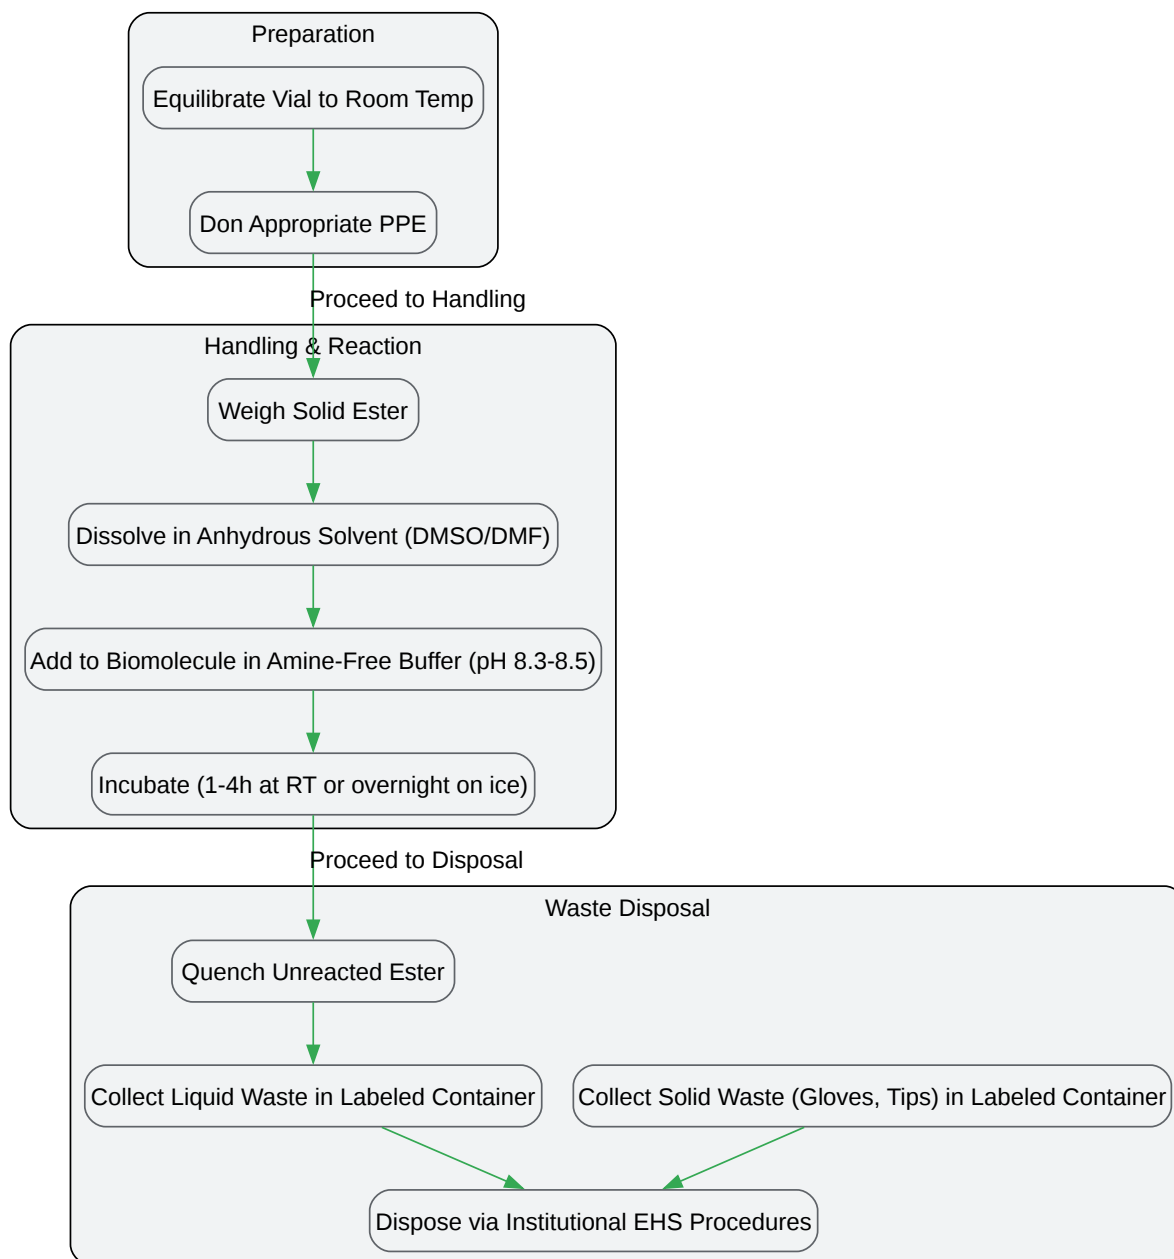 Preparation
Equilibrate Vial to Room Temp
Don Appropriate PPE
Proceed to Handling
Handling & Reaction
Weigh Solid Ester
Dissolve in Anhydrous Solvent (DMSO/DMF)
Add to Biomolecule in Amine-Free Buffer (pH 8.3-8.5)
Incubate (1-4h at RT or overnight on ice)
Proceed to Disposal
Waste Disposal
Quench Unreacted Ester
Collect Liquid Waste in Labeled Container
Collect Solid Waste (Gloves, Tips) in Labeled Container
Dispose via Institutional EHS Procedures